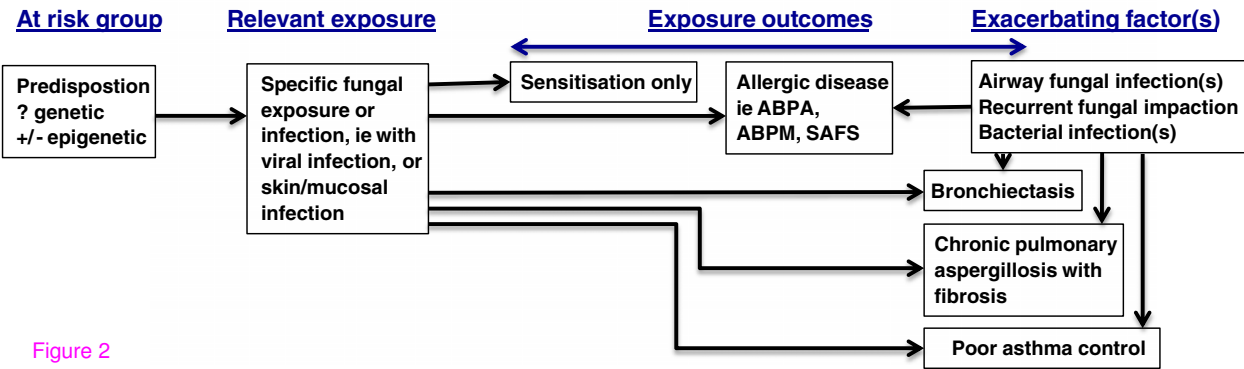 At risk group
Relevant exposure
Exposure outcomes
Exacerbating factor(s)
Predispostion
? genetic
+/- epigenetic
Specific fungal
exposure or
infection, ie with
viral infection, or
skin/mucosal
infection
Sensitisation only
Allergic disease
ie ABPA,
ABPM, SAFS
Airway fungal infection(s)
Recurrent fungal impaction
Bacterial infection(s)
Bronchiectasis
Chronic pulmonary
aspergillosis with
fibrosis
Poor asthma control
Figure 2